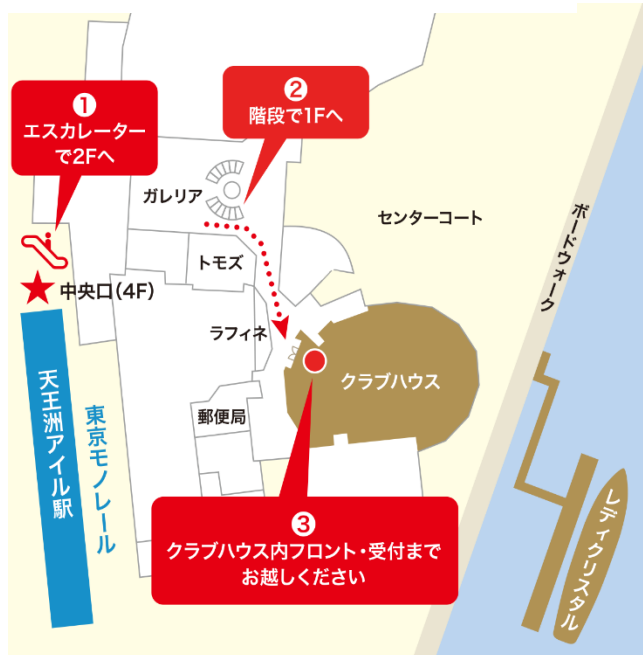 ①
エスカレーター
で2Fへ
②
階段で1Fへ
ガレリア
センターコート
ボードウォーク
トモズ
中央口(4F)
ラフィネ
クラブハウス
天王洲アイル駅
東京モノレール
郵便局
③
クラブハウス内フロント・受付まで
お越しください
レディクリスタル